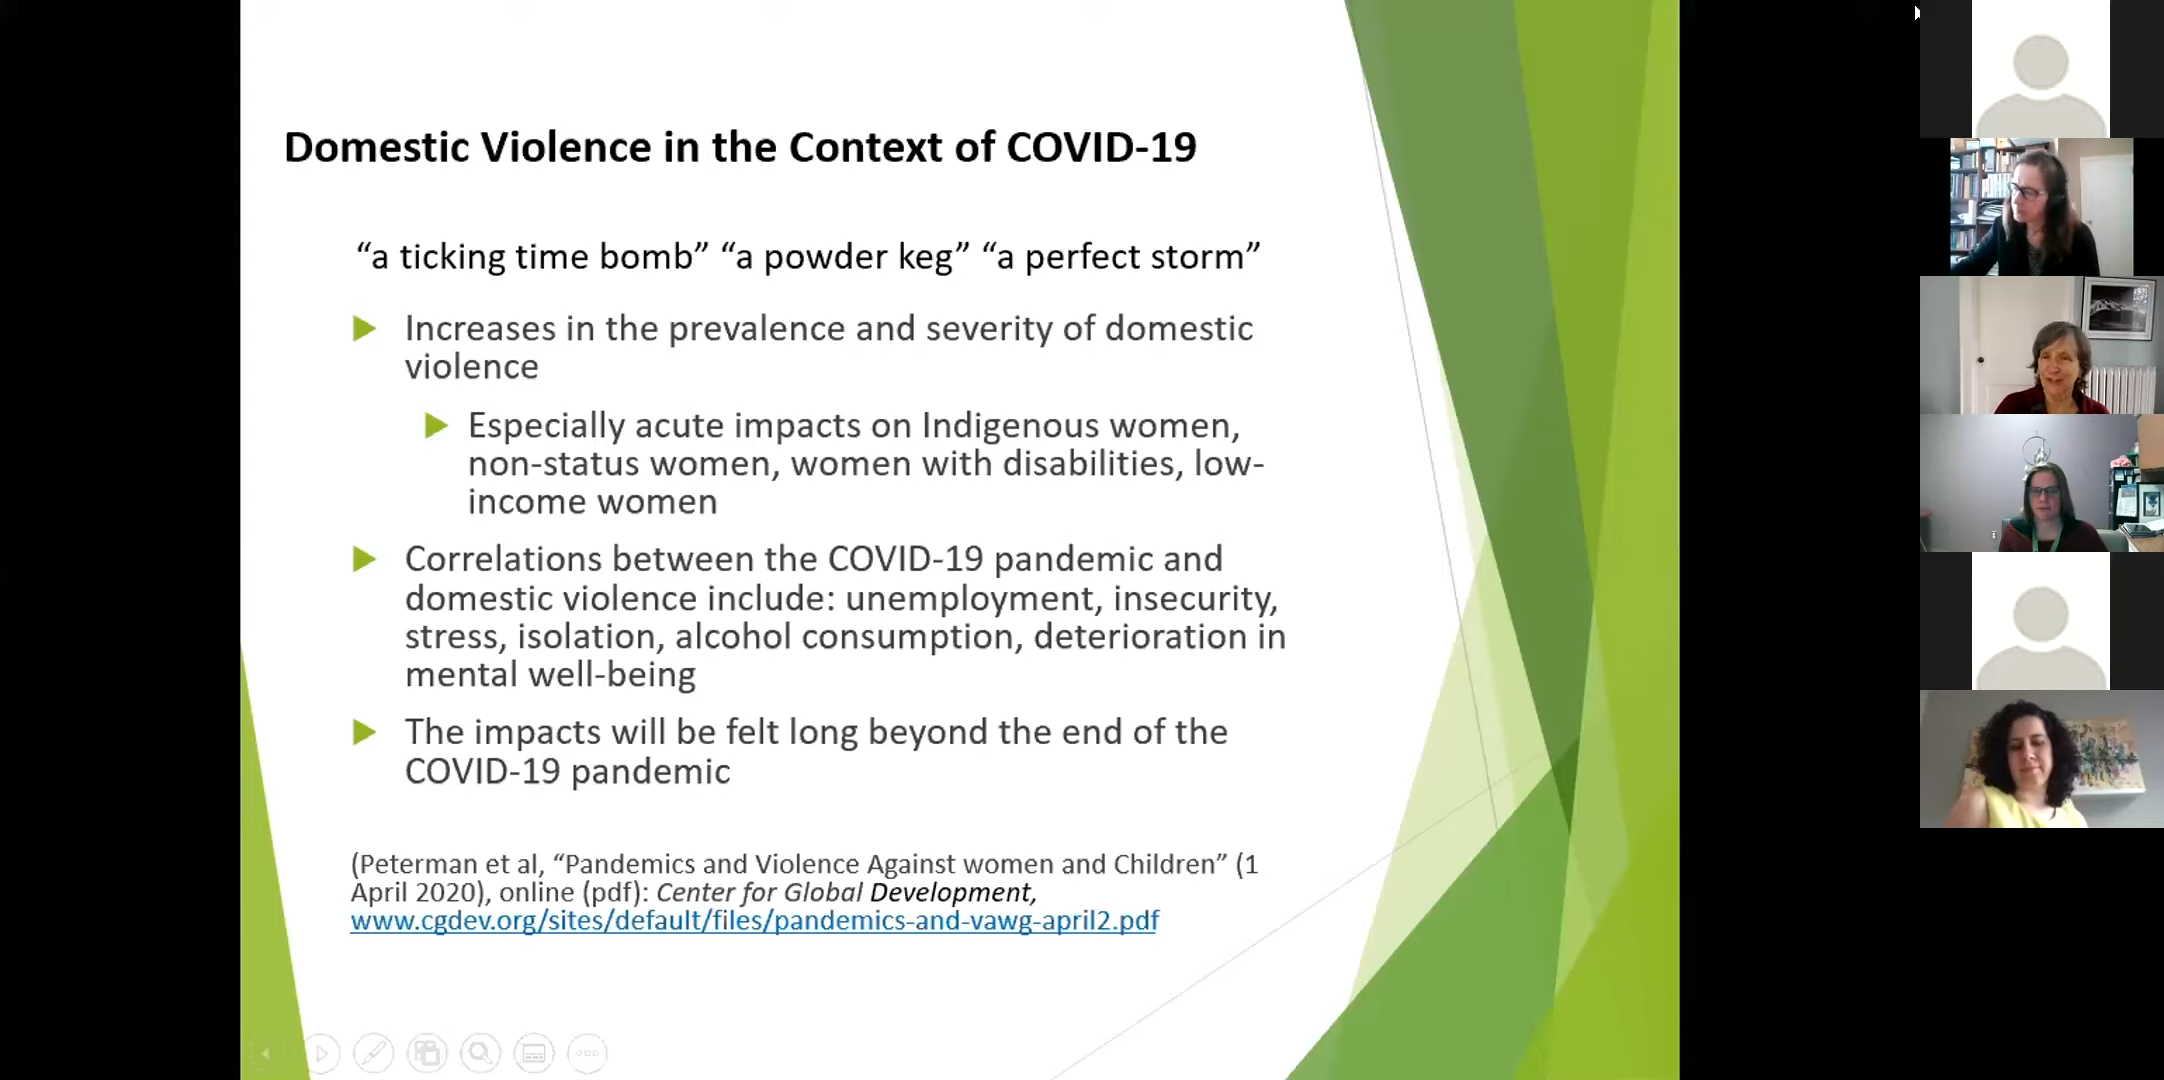 Domestic Violence in the Context of COVID-19
“a ticking time bomb” “a powder keg” “a perfect storm”
Increases in the prevalence and severity of domestic
violence
Especially acute impacts on Indigenous women,
non-status women, women with disabilities, low-
income women
Correlations between the COVID-19 pandemic and
domestic violence include: unemployment, insecurity,
stress, isolation, alcohol consumption, deterioration in
mental well-being
The impacts will be felt long beyond the end of the
COVID-19 pandemic
(Peterman et al, “Pandemics and Violence Against women and Children” (1
April 2020), online (pdf): Center for Global Development,
www.cgdev.org/sites/default/files/pandemics-and-vawg-april2.pdf